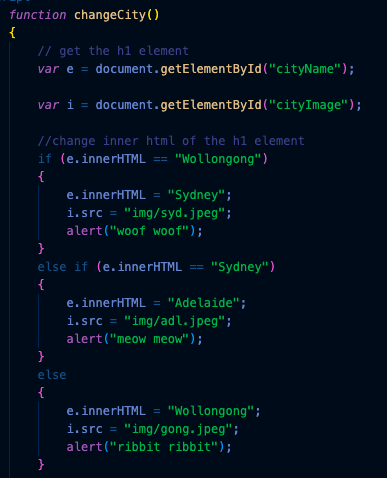 function changeCity()
{
// get the h1 element
var e = document.getElementById("cityName");
var i = document.getElementById("cityImage");
//change inner html of the h1 element
if (e.innerHTML == "Wollongong")
{
e.innerHTML = "Sydney";
i.src = "img/syd.jpeg";
alert("woof woof");
}
else if (e.innerHTML == "Sydney")
{
e.innerHTML = "Adelaide";
i.src = "img/adl.jpeg";
alert("meow meow");
}
else
{
e.innerHTML = "Wollongong";
i.src = "img/gong.jpeg";
alert("ribbit ribbit");
}